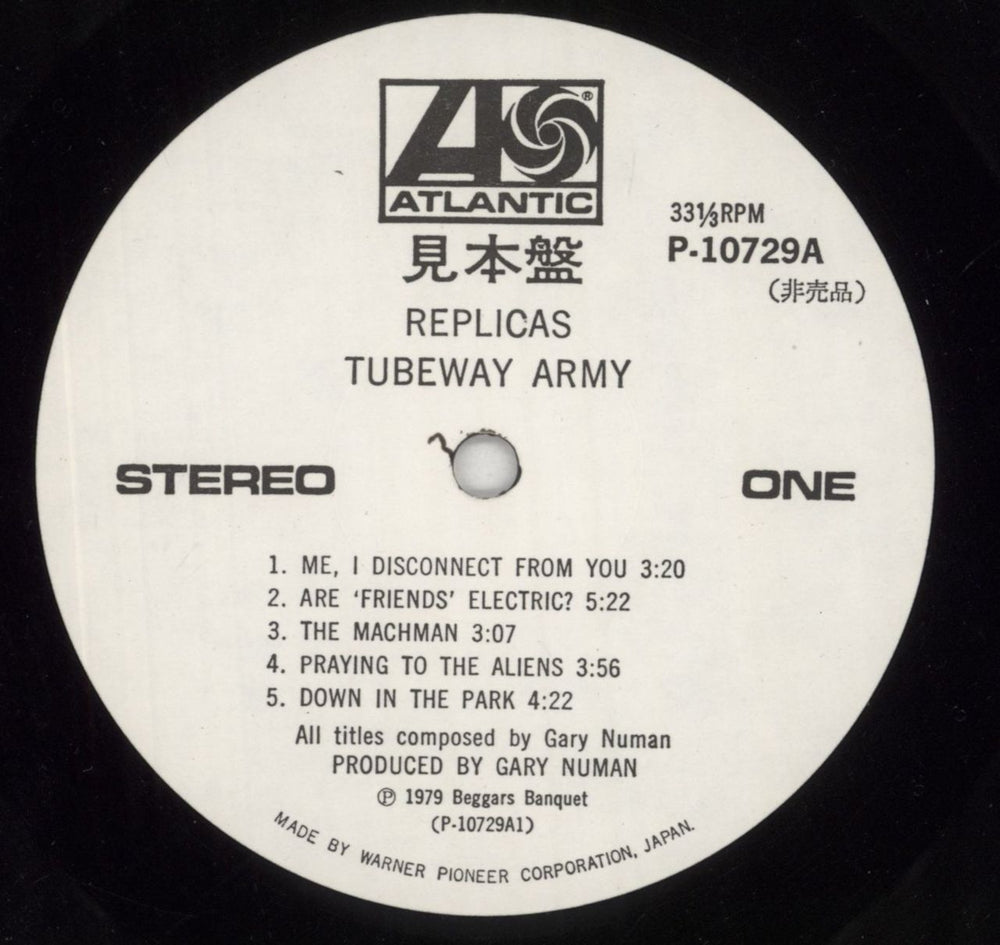 ®
ATLANTIC
見本盤
33⅓RPM
P-10729A
(非売品)
REPLICAS
TUBEWAY ARMY
STEREO
ONE
1. ME, I DISCONNECT FROM YOU 3:20
2. ARE ‘FRIENDS’ ELECTRIC? 5:22
3. THE MACHMAN 3:07
4. PRAYING TO THE ALIENS 3:56
5. DOWN IN THE PARK 4:22
All titles composed by Gary Numan
PRODUCED BY GARY NUMAN
Ⓟ 1979 Beggars Banquet
(P-10729A1)
MADE BY WARNER PIONEER CORPORATION, JAPAN.